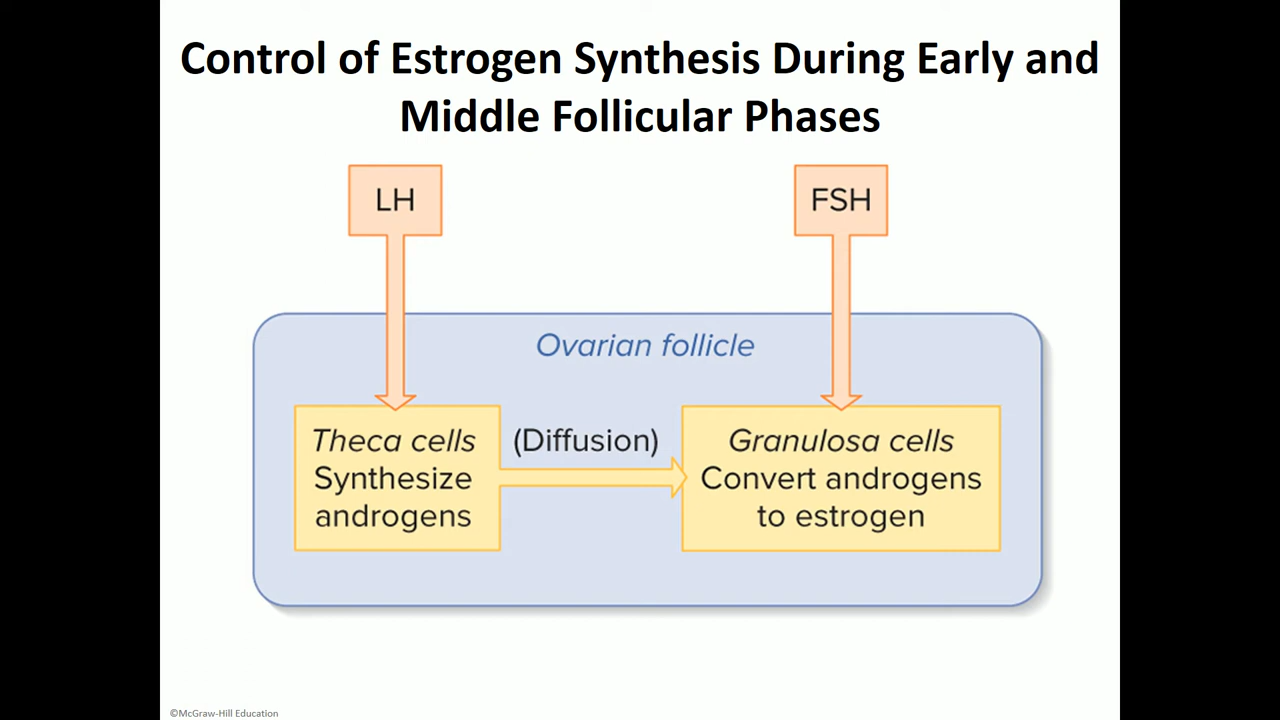 Control of Estrogen Synthesis During Early and
Middle Follicular Phases
LH
FSH
Ovarian follicle
Theca cells
Synthesize
androgens
(Diffusion)
Granulosa cells
Convert androgens
to estrogen
©McGraw-Hill Education